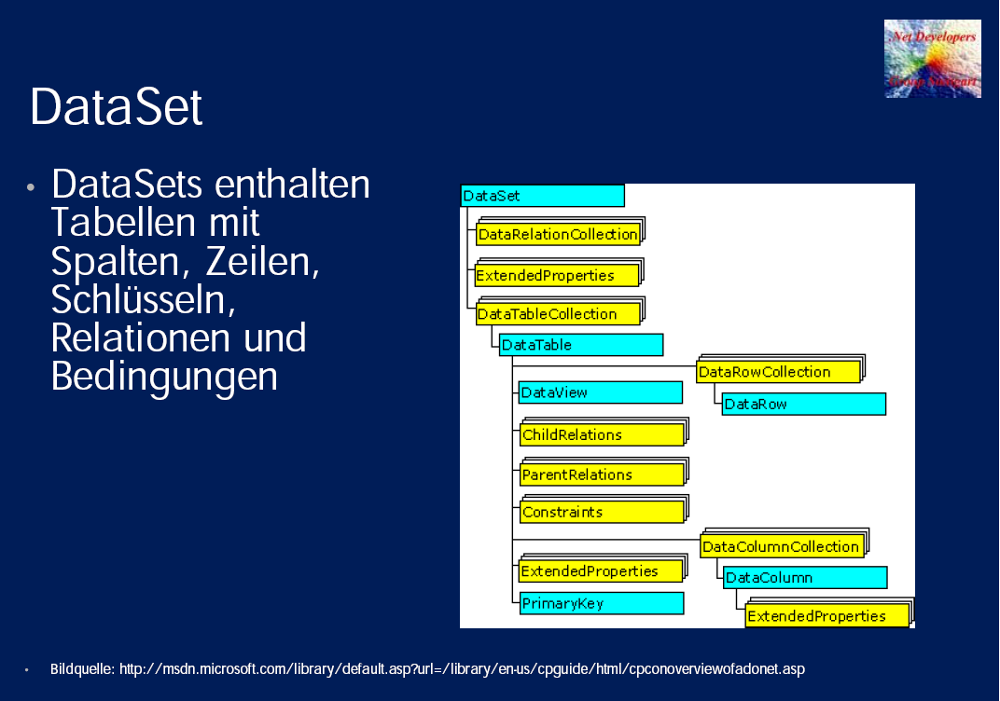 .Net Developers
Group Stuttgart
DataSet
• DataSets enthalten
Tabellen mit
Spalten, Zeilen,
Schlüsseln,
Relationen und
Bedingungen
DataSet
DataRelationCollection
ExtendedProperties
DataTableCollection
DataTable
DataRowCollection
DataView
DataRow
ChildRelations
ParentRelations
Constraints
DataColumnCollection
ExtendedProperties
DataColumn
PrimaryKey
ExtendedProperties
• Bildquelle: http://msdn.microsoft.com/library/default.asp?url=/library/en-us/cpguide/html/cpconoverviewofadonet.asp